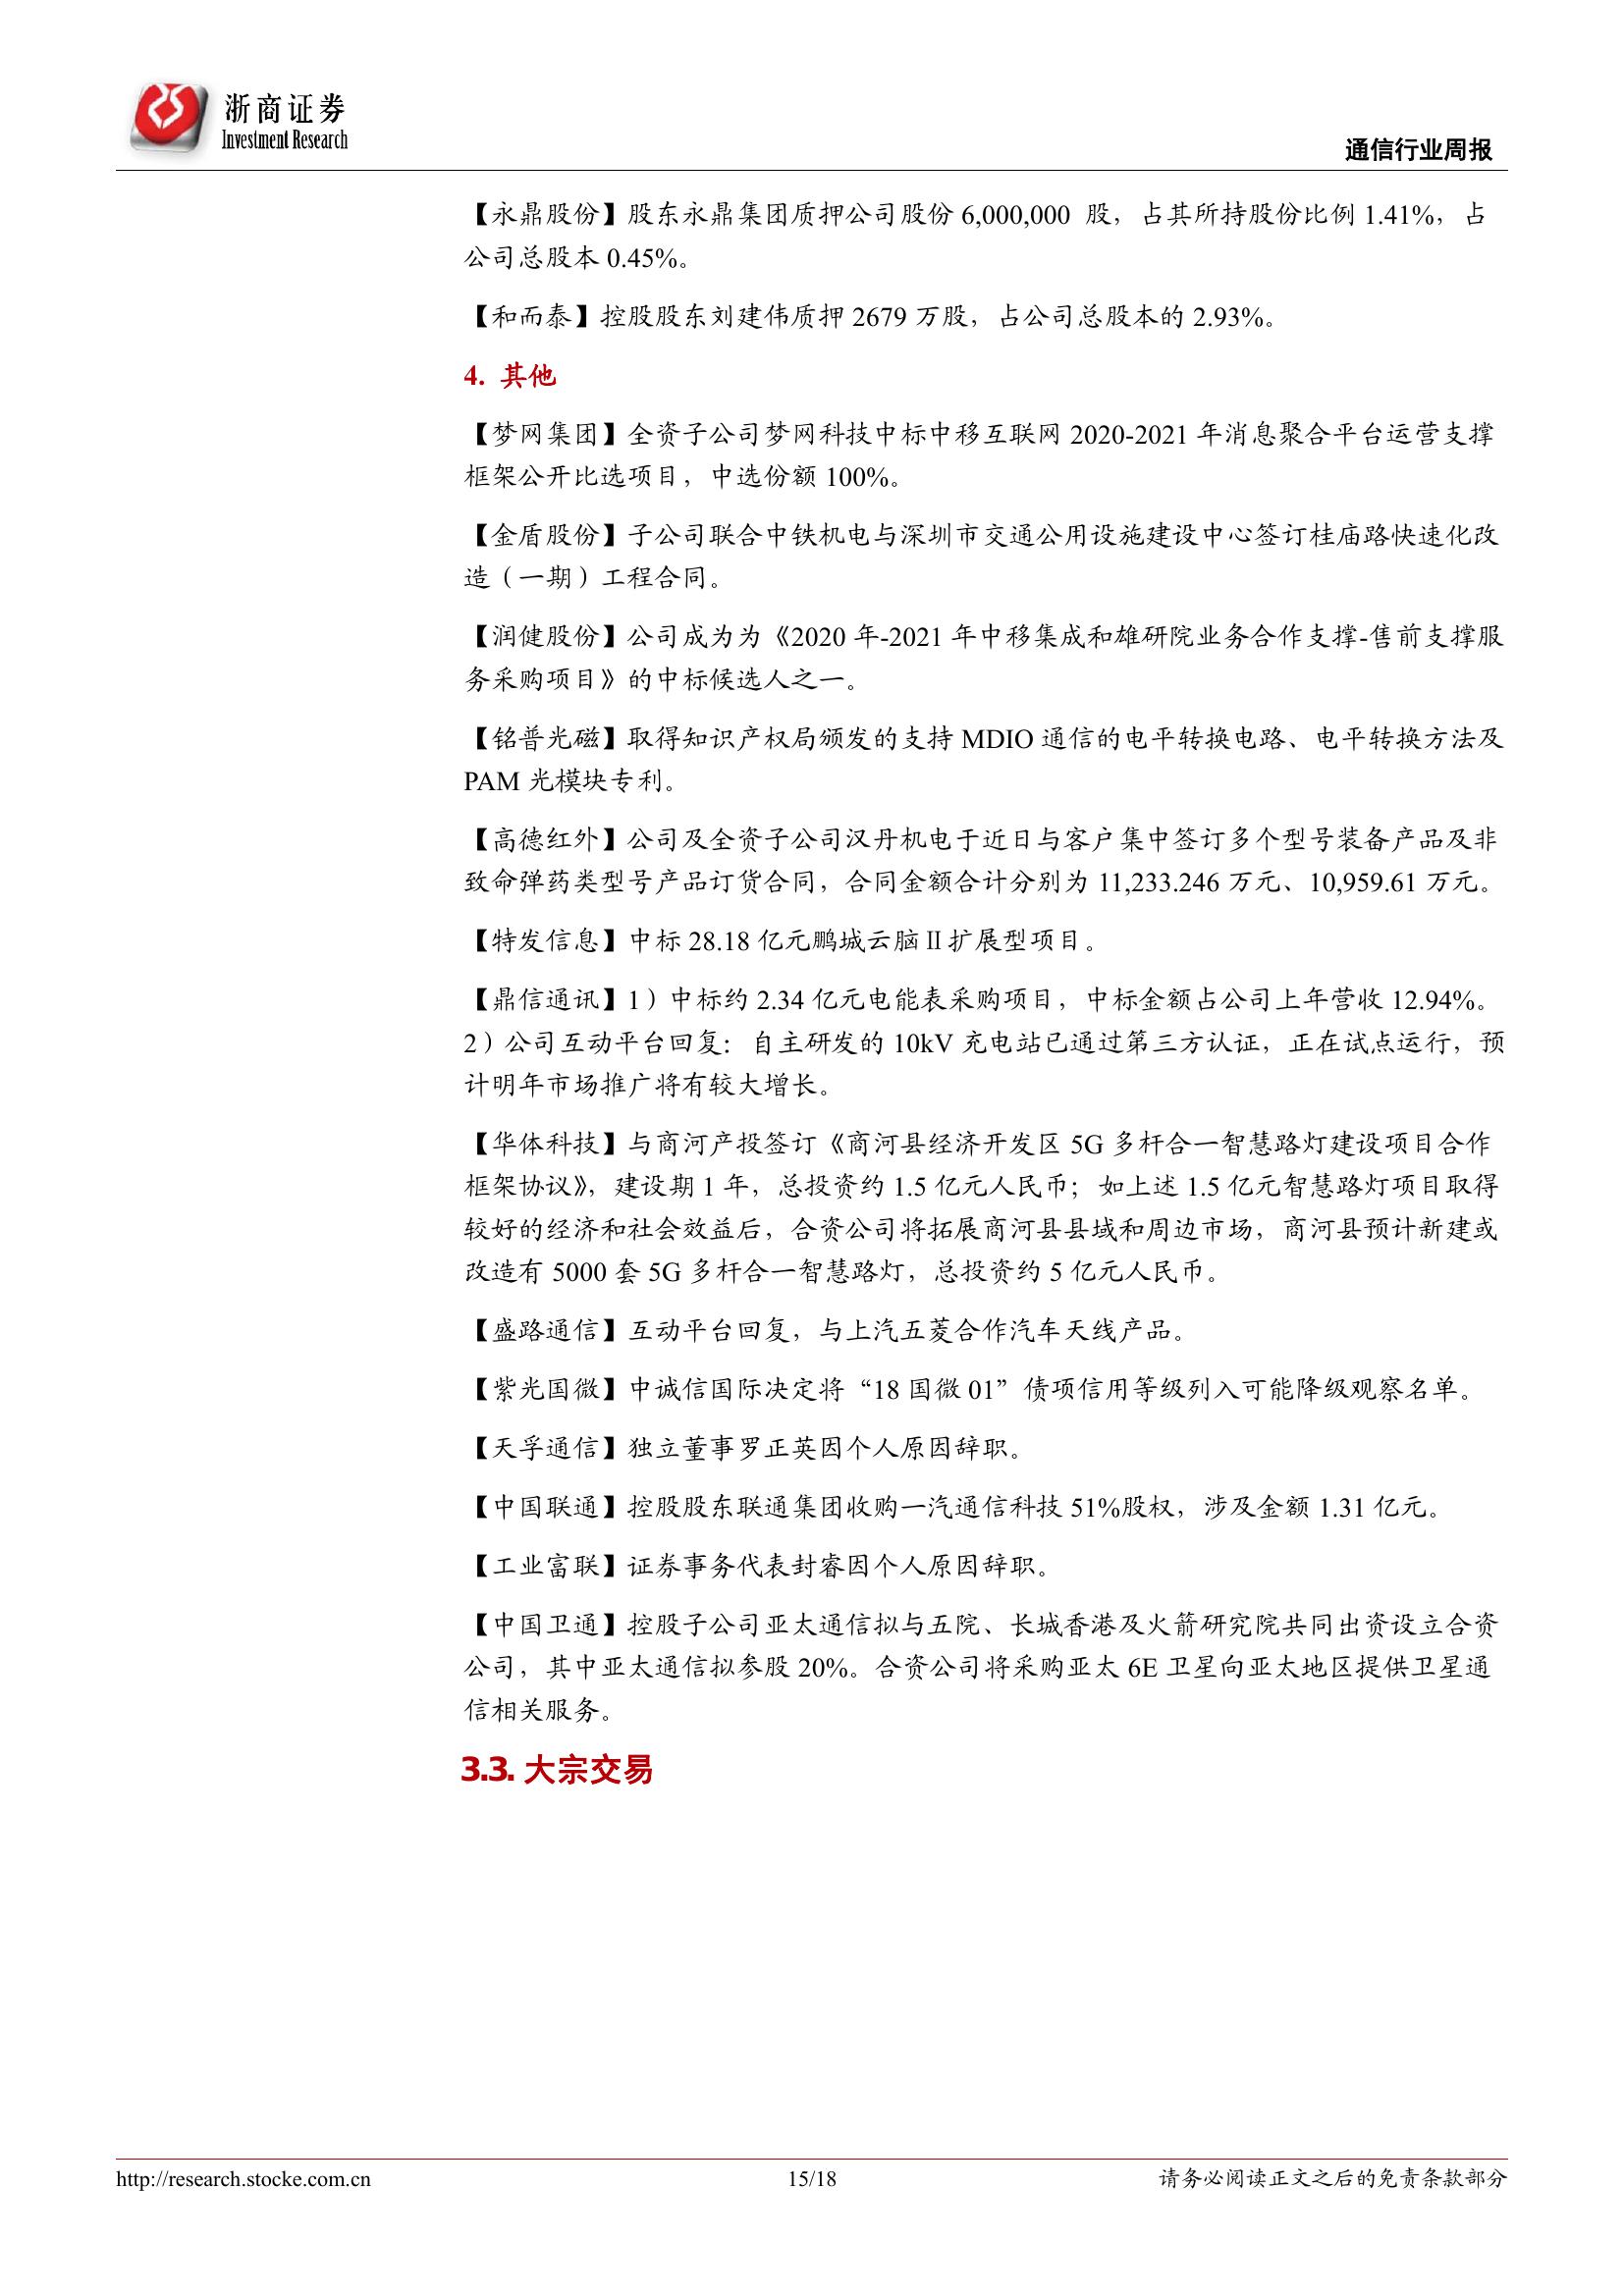 浙商证券
Investment Research
通信行业周报
【永鼎股份】股东永鼎集团质押公司股份 6,000,000 股，占其所持股份比例 1.41%，占
公司总股本 0.45%。
【和而泰】控股股东刘建伟质押 2679 万股，占公司总股本的 2.93%。
4. 其他
【梦网集团】全资子公司梦网科技中标中移互联网 2020-2021 年消息聚合平台运营支撑
框架公开比选项目，中选份额 100%。
【金盾股份】子公司联合中铁机电与深圳市交通公用设施建设中心签订桂庙路快速化改
造（一期）工程合同。
【润健股份】公司成为为《2020 年-2021 年中移集成和雄研院业务合作支撑-售前支撑服
务采购项目》的中标候选人之一。
【铭普光磁】取得知识产权局颁发的支持 MDIO 通信的电平转换电路、电平转换方法及
PAM 光模块专利。
【高德红外】公司及全资子公司汉丹机电于近日与客户集中签订多个型号装备产品及非
致命弹药类型号产品订货合同，合同金额合计分别为 11,233.246 万元、10,959.61 万元。
【特发信息】中标 28.18 亿元鹏城云脑Ⅱ扩展型项目。
【鼎信通讯】1）中标约 2.34 亿元电能表采购项目，中标金额占公司上年营收 12.94%。
2）公司互动平台回复：自主研发的 10kV 充电站已通过第三方认证，正在试点运行，预
计明年市场推广将有较大增长。
【华体科技】与商河产投签订《商河县经济开发区 5G 多杆合一智慧路灯建设项目合作
框架协议》，建设期 1 年，总投资约 1.5 亿元人民币；如上述 1.5 亿元智慧路灯项目取得
较好的经济和社会效益后，合资公司将拓展商河县县域和周边市场，商河县预计新建或
改造有 5000 套 5G 多杆合一智慧路灯，总投资约 5 亿元人民币。
【盛路通信】互动平台回复，与上汽五菱合作汽车天线产品。
【紫光国微】中诚信国际决定将“18 国微 01”债项信用等级列入可能降级观察名单。
【天孚通信】独立董事罗正英因个人原因辞职。
【中国联通】控股股东联通集团收购一汽通信科技 51%股权，涉及金额 1.31 亿元。
【工业富联】证券事务代表封睿因个人原因辞职。
【中国卫通】控股子公司亚太通信拟与五院、长城香港及火箭研究院共同出资设立合资
公司，其中亚太通信拟参股 20%。合资公司将采购亚太 6E 卫星向亚太地区提供卫星通
信相关服务。
3.3. 大宗交易
http://research.stocke.com.cn
15/18
请务必阅读正文之后的免责条款部分